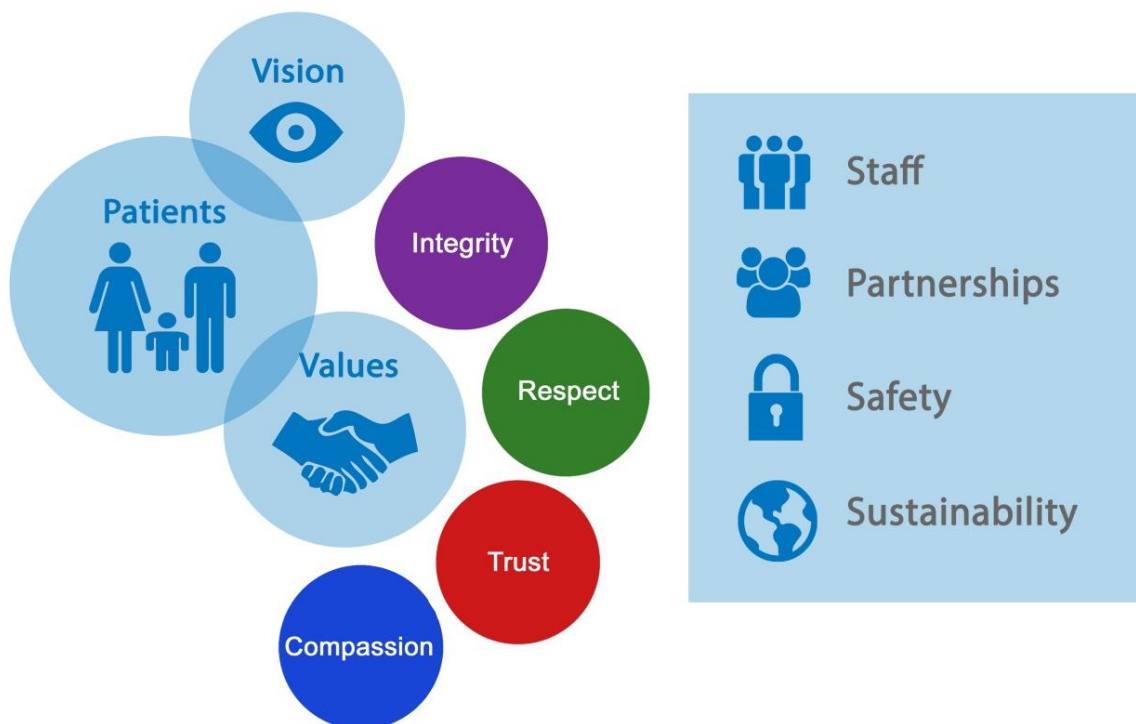 Vision
Patients
Integrity
Values
Respect
Trust
Compassion
Staff
Partnerships
Safety
Sustainability